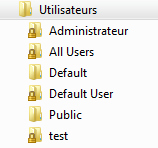 Utilisateurs
Administrateur
All Users
Default
Default User
Public
test